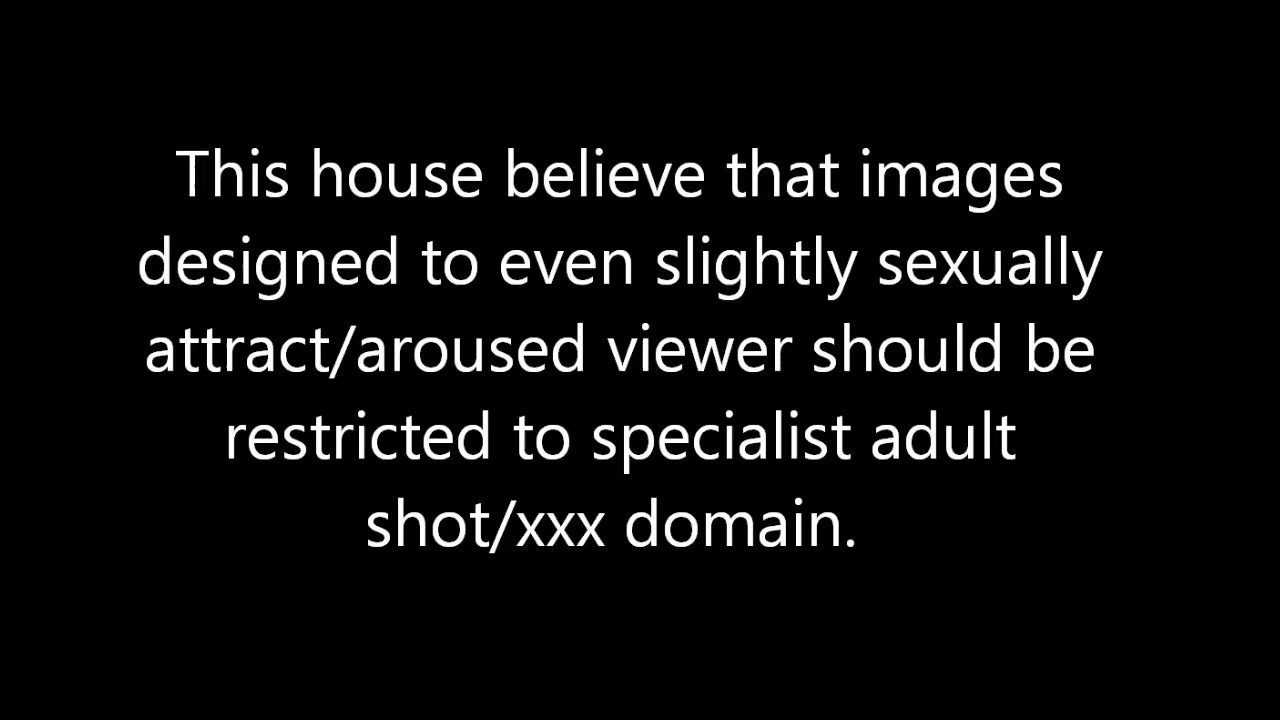 This house believe that images
designed to even slightly sexually
attract/aroused viewer should be
restricted to specialist adult
shot/xxx domain.